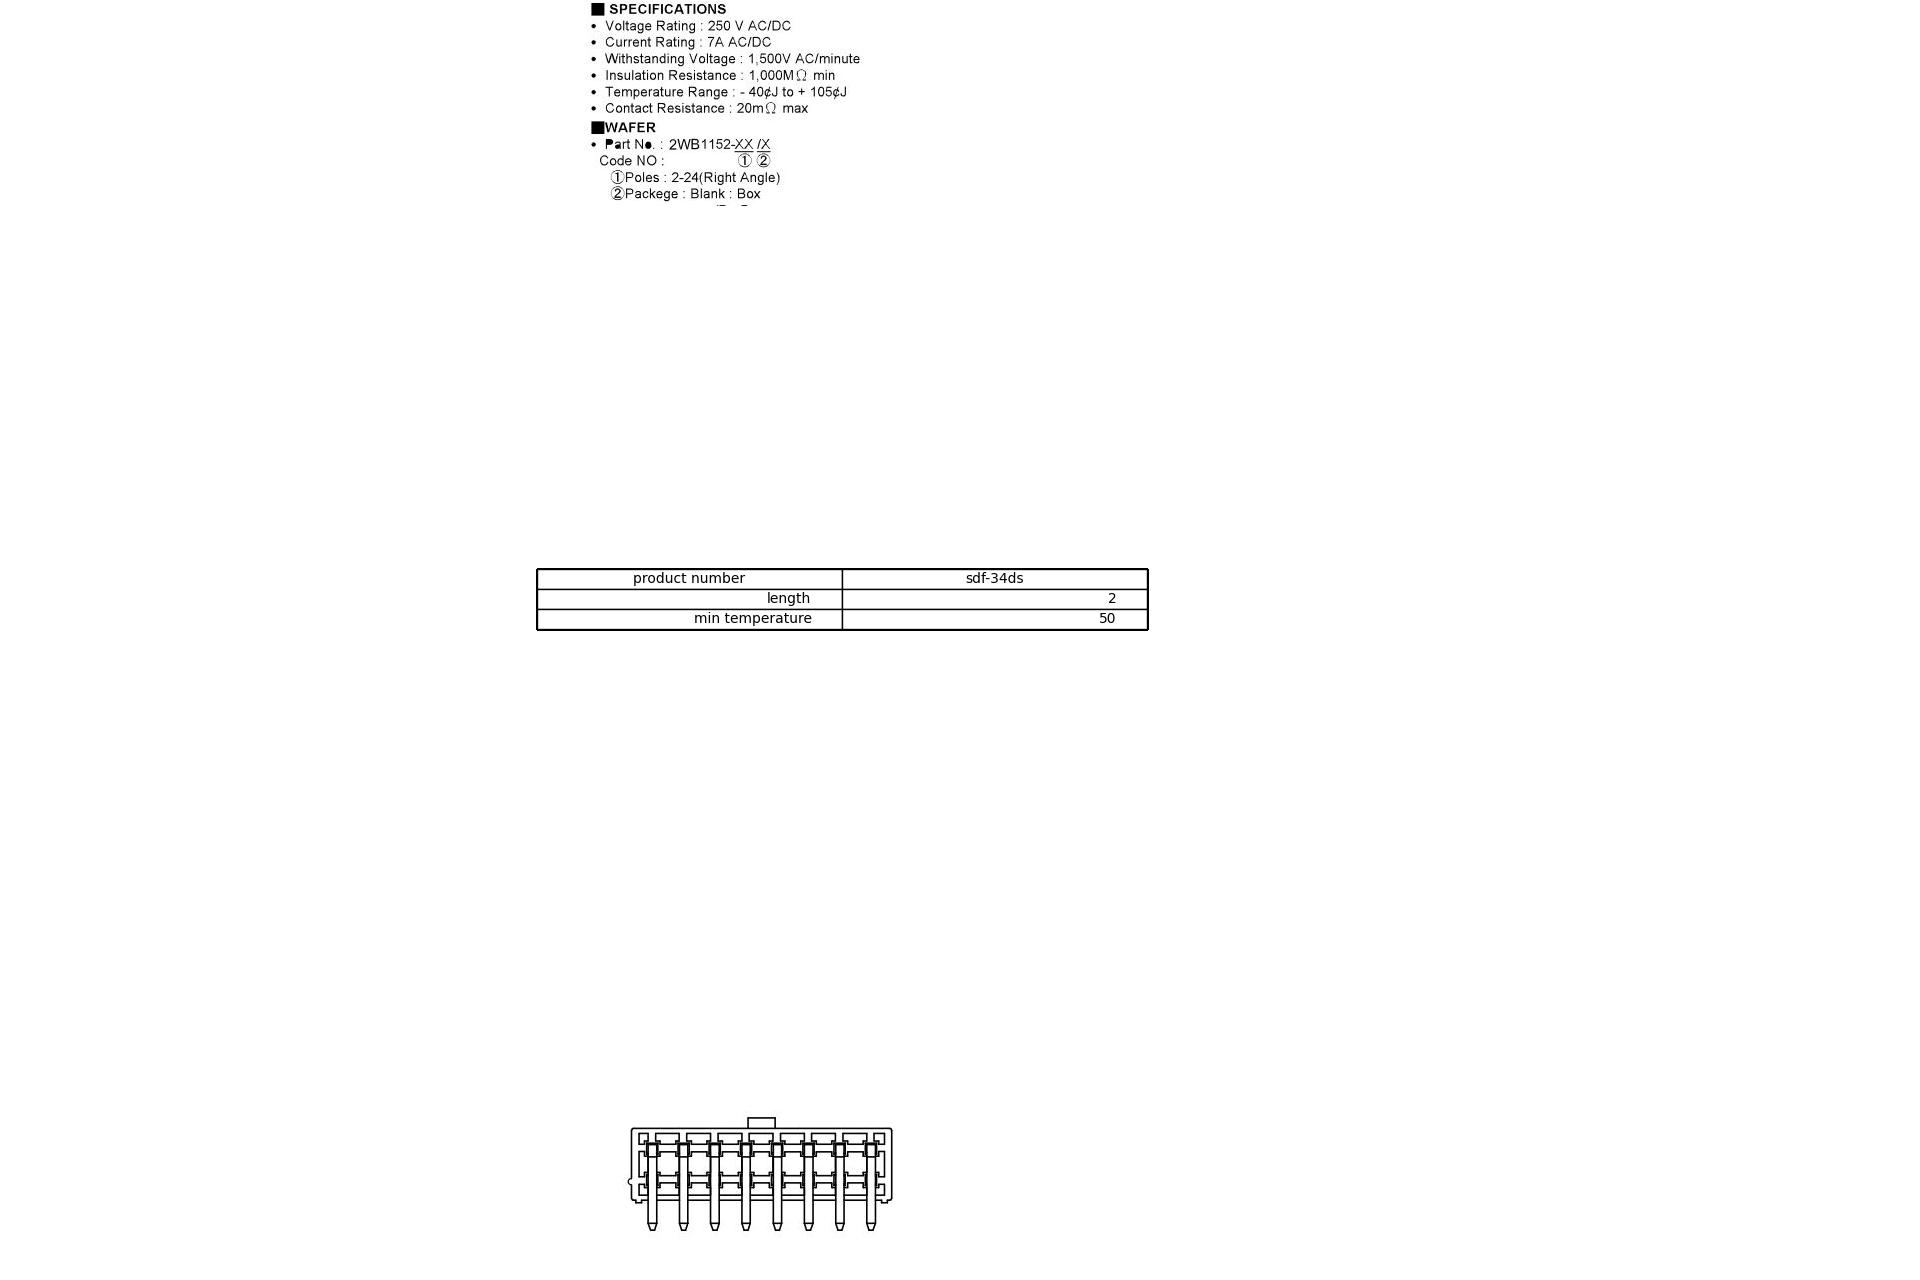 ■ SPECIFICATIONS
• Voltage Rating : 250 V AC/DC
• Current Rating : 7A AC/DC
• Withstanding Voltage : 1,500V AC/minute
• Insulation Resistance : 1,000MΩ min
• Temperature Range : - 40¢J to + 105¢J
• Contact Resistance : 20mΩ max
■WAFER
• Part No. : 2WB1152-XX /X
Code NO : ① ②
①Poles : 2-24(Right Angle)
②Packege : Blank : Box
product number sdf-34ds
length 2
min temperature 50